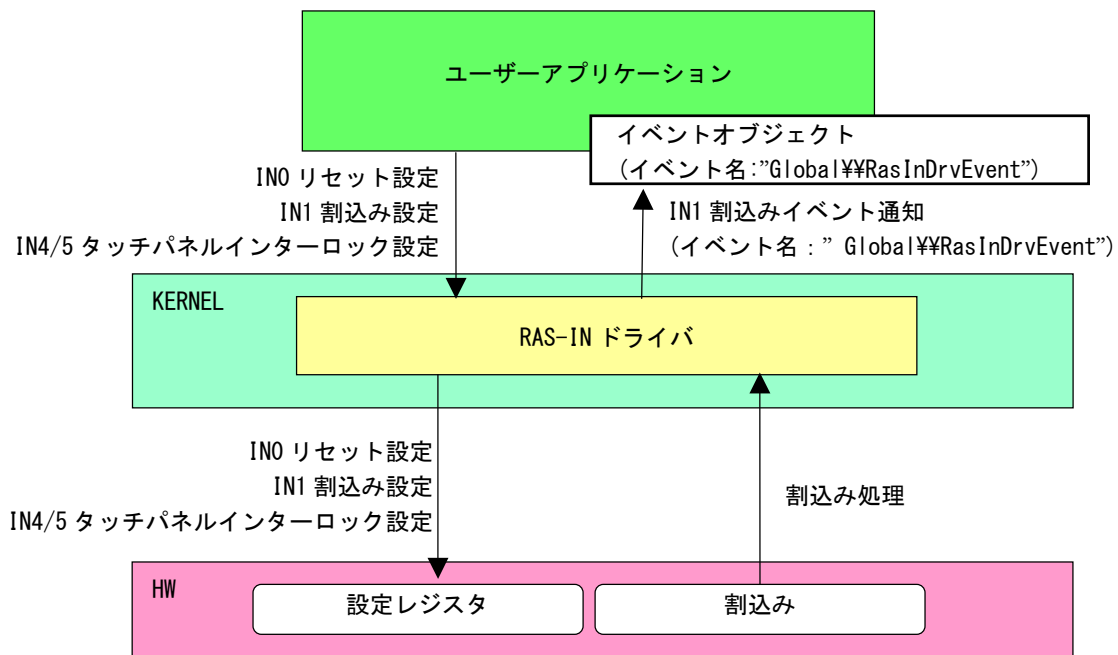 ユーザーアプリケーション
イベントオブジェクト
(イベント名:”Global¥¥RasInDrvEvent”)
IN0 リセット設定
IN1 割込み設定
IN4/5 タッチパネルインターロック設定
IN1 割込みイベント通知
(イベント名：” Global¥¥RasInDrvEvent”)
KERNEL
RAS-IN ドライバ
IN0 リセット設定
IN1 割込み設定
IN4/5 タッチパネルインターロック設定
割込み処理
HW
設定レジスタ
割込み